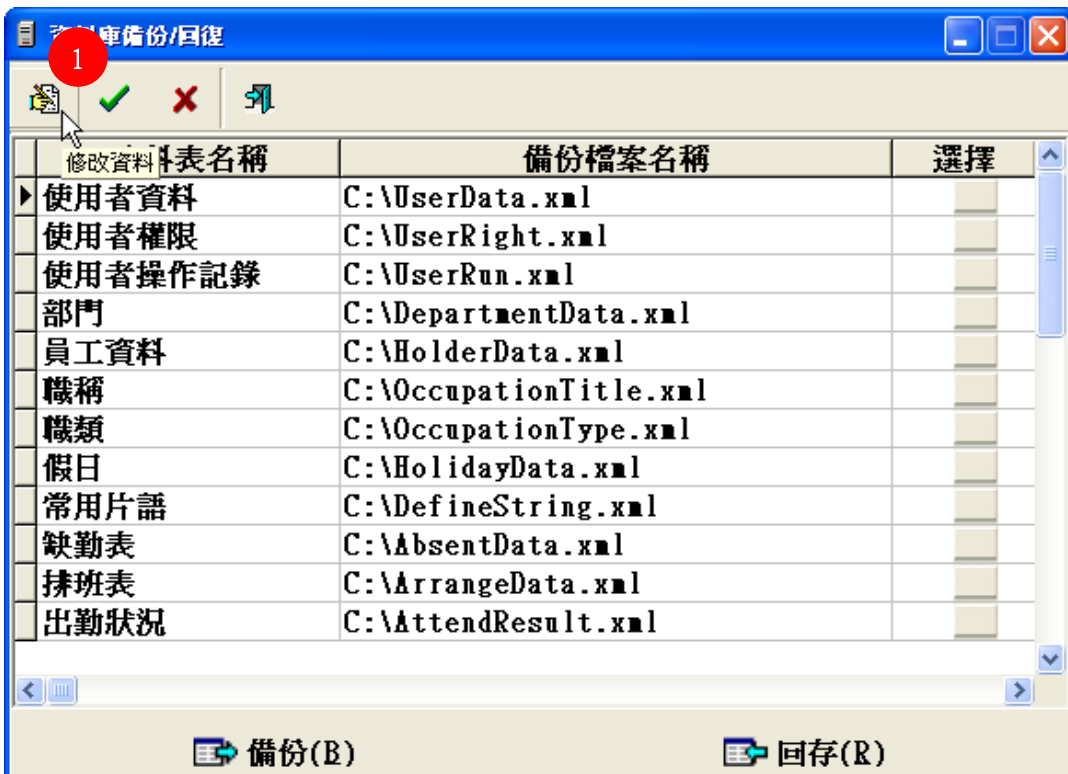 庫備份/回復
1
修改資料
表名稱 備份檔案名稱 選擇
使用者資料 C:\UserData.xml
使用者權限 C:\UserRight.xml
使用者操作記錄 C:\UserRun.xml
部門 C:\DepartmentData.xml
員工資料 C:\HolderData.xml
職稱 C:\OccupationTitle.xml
職類 C:\OccupationType.xml
假日 C:\HolidayData.xml
常用片語 C:\DefineString.xml
缺勤表 C:\AbsentData.xml
排班表 C:\ArrangeData.xml
出勤狀況 C:\AttendResult.xml
備份(B) 回存(R)